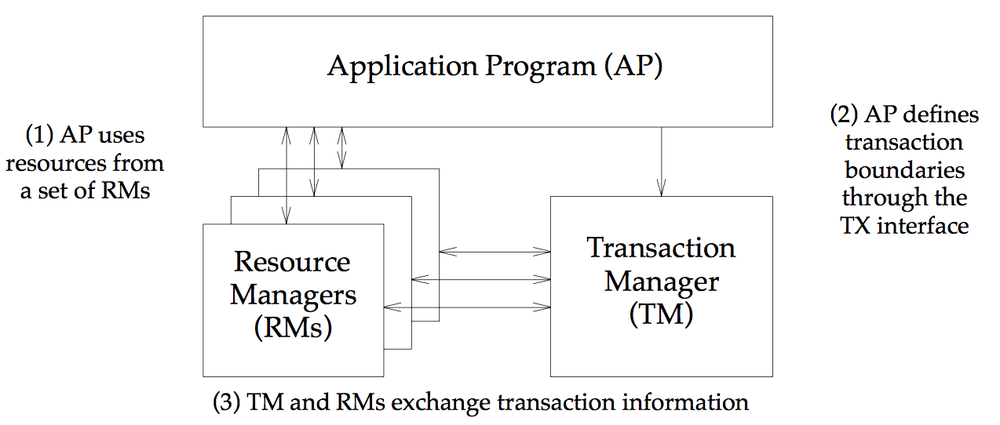 Application Program (AP)
(1) AP uses
resources from
a set of RMs
(2) AP defines
transaction
boundaries
through the
TX interface
Resource
Managers
(RMs)
Transaction
Manager
(TM)
(3) TM and RMs exchange transaction information